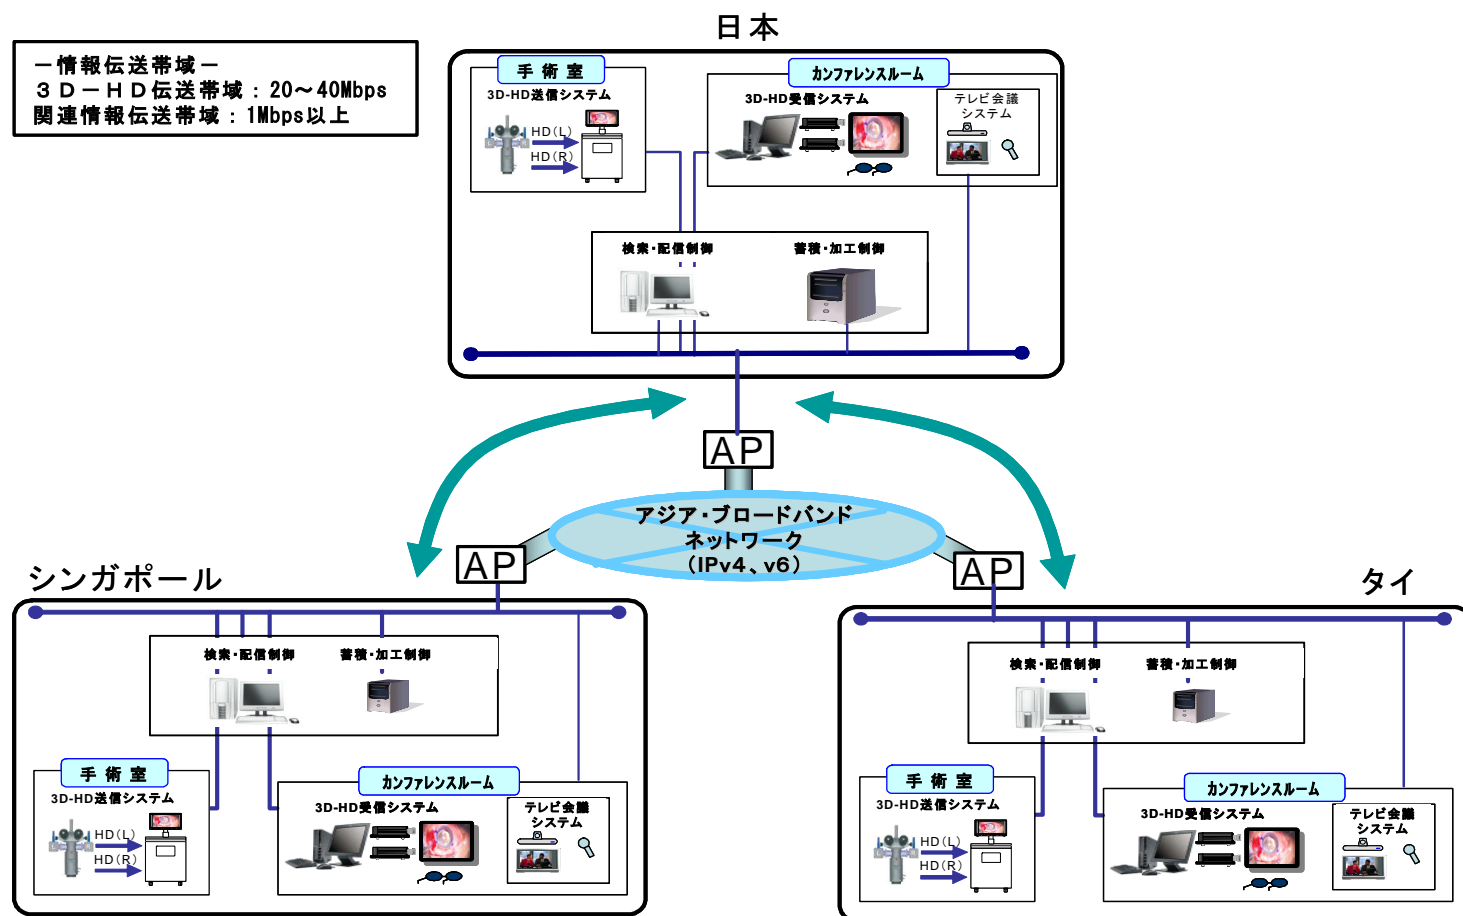 日本
－情報伝送帯域－
３Ｄ－ＨＤ伝送帯域：20～40Mbps
関連情報伝送帯域：1Mbps以上
手術室
3D-HD送信システム
HD(L)
HD(R)
カンファレンスルーム
3D-HD受信システム
テレビ会議
システム
検索・配信制御
蓄積・加工制御
AP
アジア・ブロードバンド
ネットワーク
（IPv4、v6）
AP
AP
シンガポール
検索・配信制御
蓄積・加工制御
手術室
3D-HD送信システム
HD(L)
HD(R)
カンファレンスルーム
3D-HD受信システム
テレビ会議
システム
タイ
検索・配信制御
蓄積・加工制御
手術室
3D-HD送信システム
HD(L)
HD(R)
カンファレンスルーム
3D-HD受信システム
テレビ会議
システム